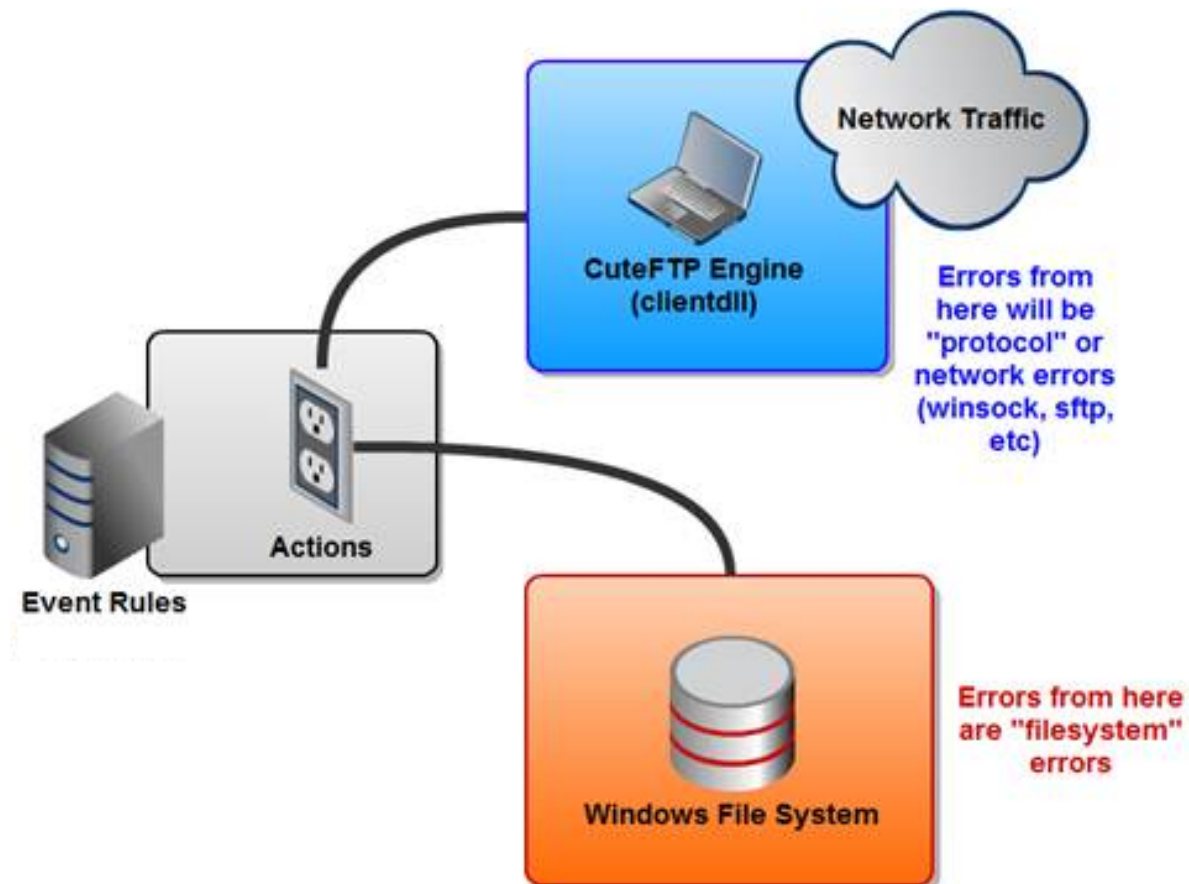 Network Traffic
CuteFTP Engine
(clientdll)
Errors from
here will be
"protocol" or
network errors
(winsock, sftp,
etc)
Actions
Event Rules
Errors from here
are "filesystem"
errors
Windows File System